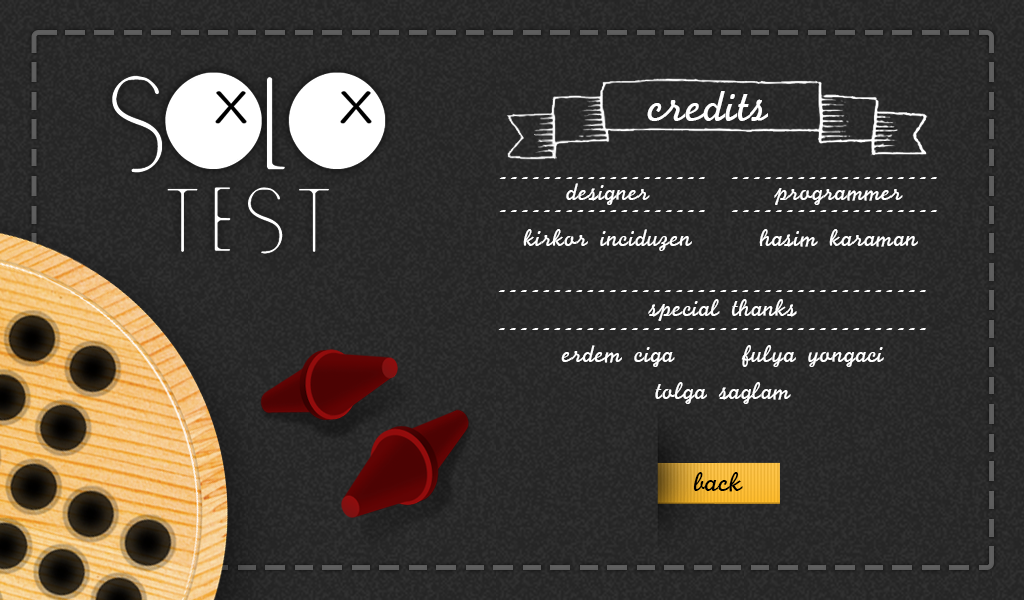 SOLO
TEST
credits
designer
programmer
kirkor inciduzen
hasim karaman
special thanks
erdem ciga
fulya yongaci
tolga saglam
back